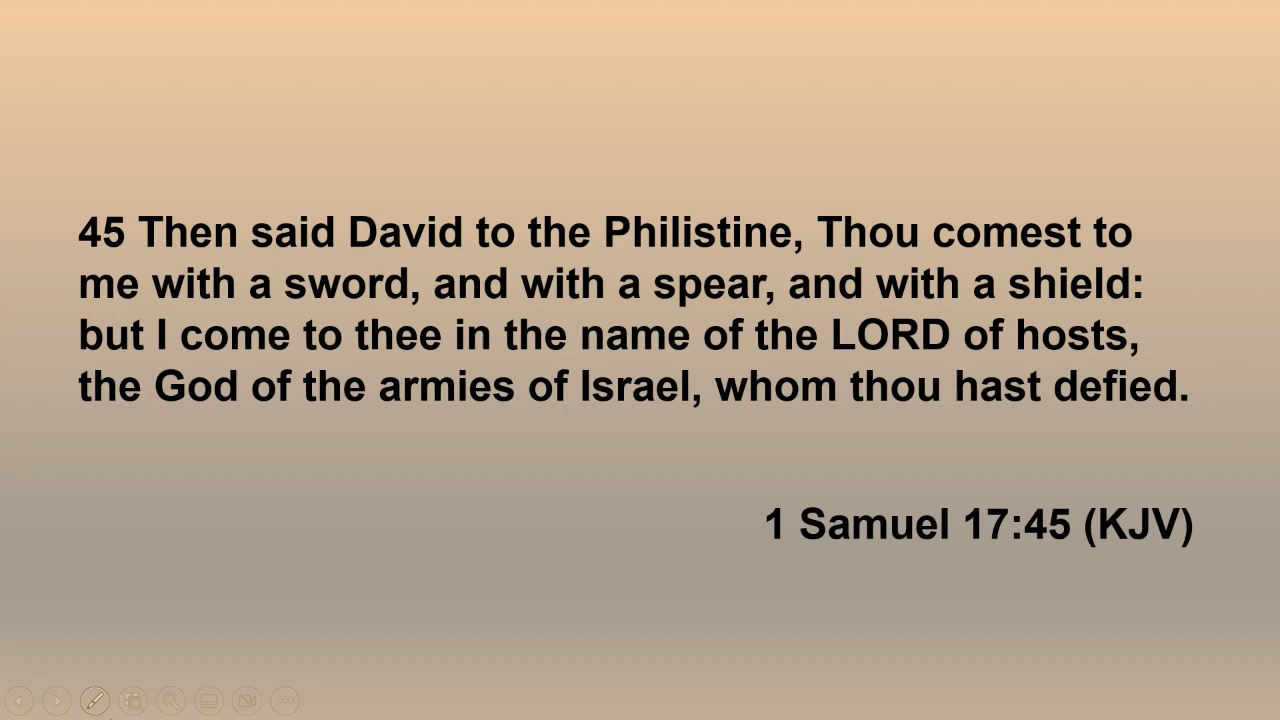 45 Then said David to the Philistine, Thou comest to
me with a sword, and with a spear, and with a shield:
but I come to thee in the name of the LORD of hosts,
the God of the armies of Israel, whom thou hast defied.
1 Samuel 17:45 (KJV)